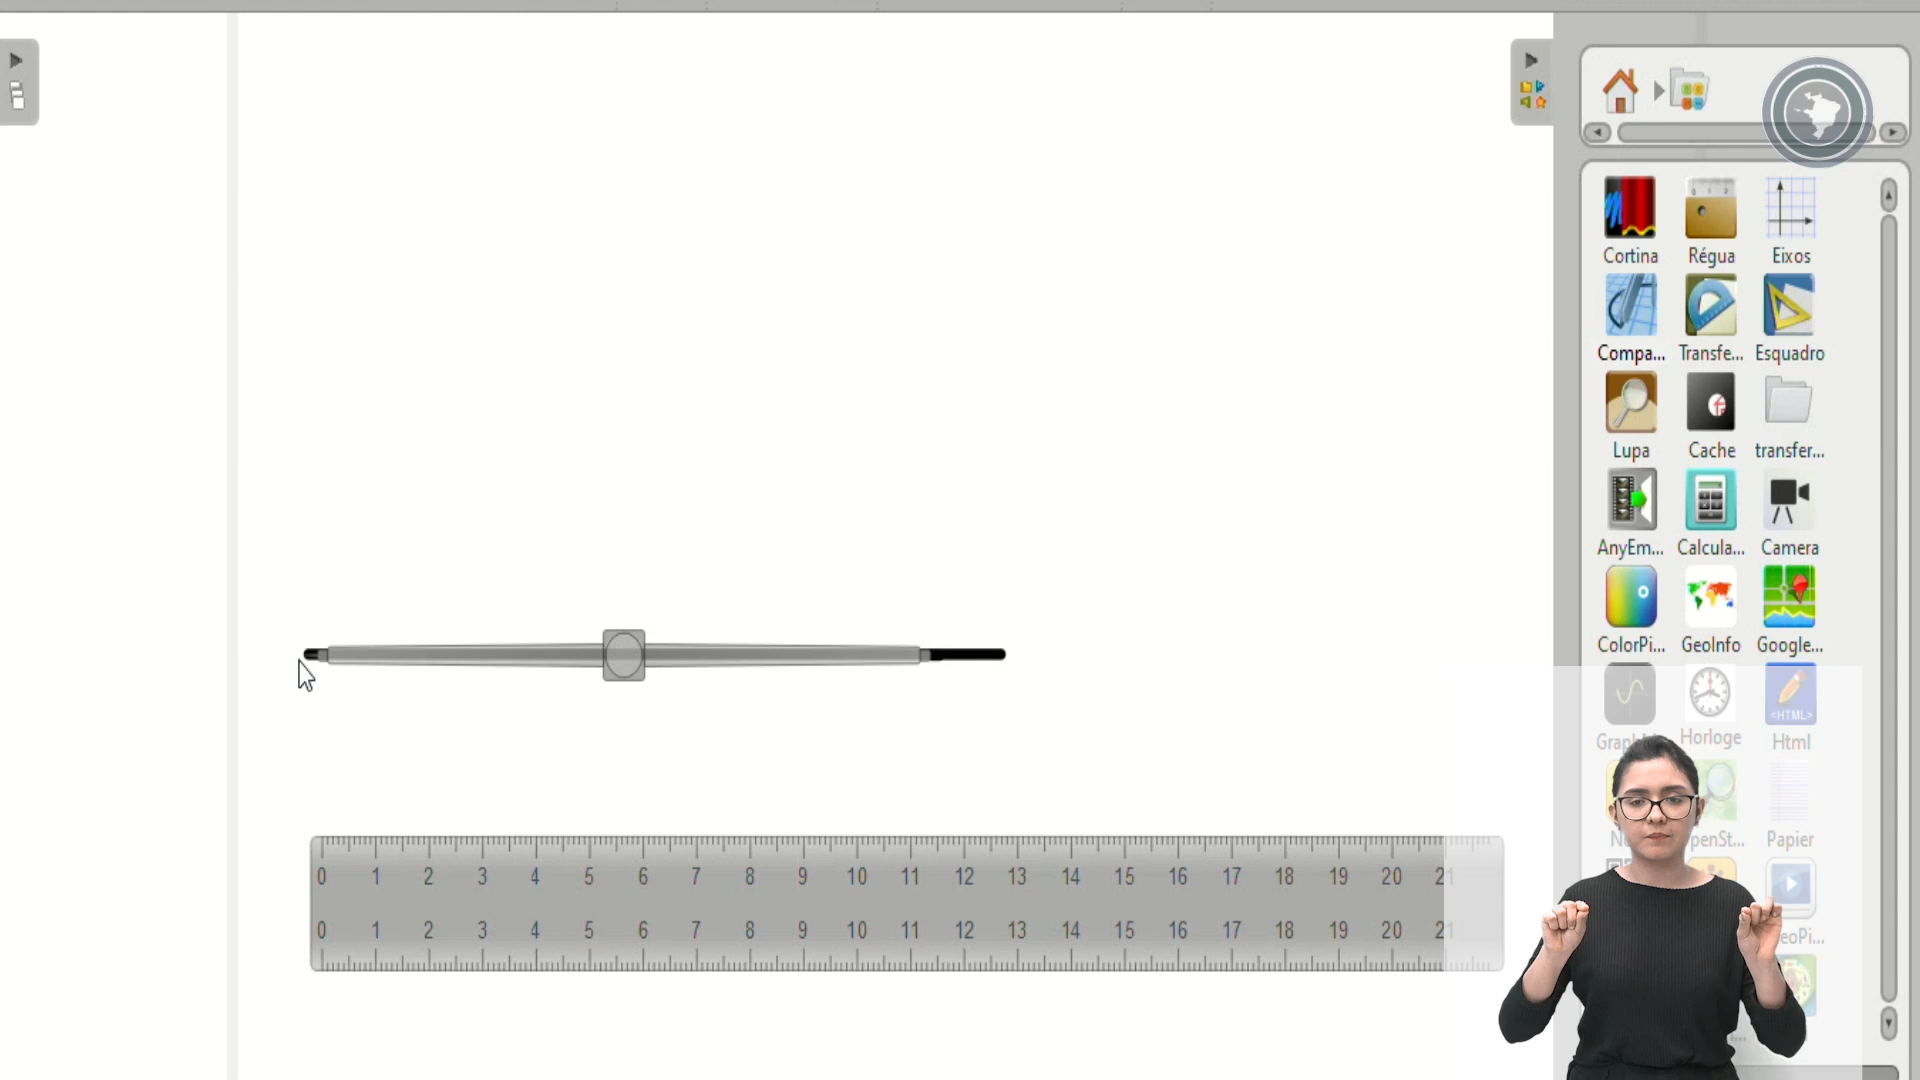 Cortina Régua Eixos
Compa... Transfe... Esquadro
Lupa Cache transfer...
AnyEm... Calcula... Camera
ColorPi... GeoInfo Google...
<HTML>
Horloge Html
Papier
0 1 2 3 4 5 6 7 8 9 10 11 12 13 14 15 16 17 18 19 20 21
0 1 2 3 4 5 6 7 8 9 10 11 12 13 14 15 16 17 18 19 20 21